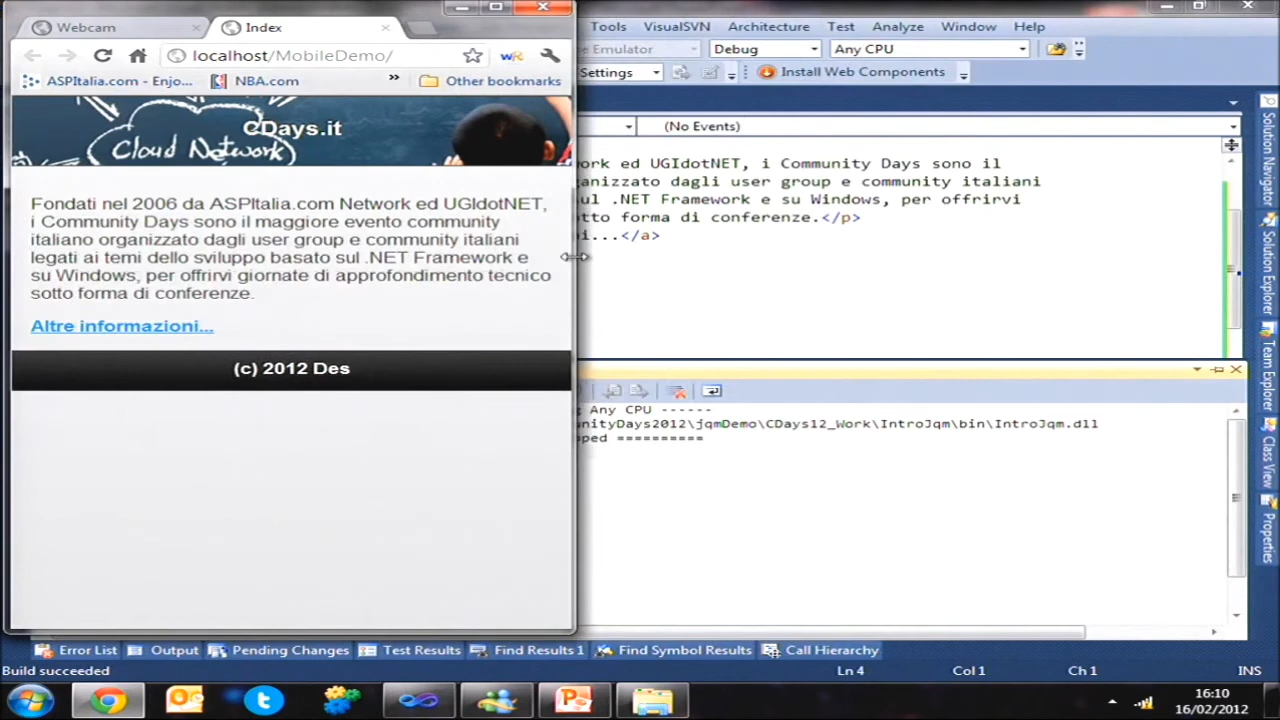 Webcam
Index
localhost/MobileDemo/
ASPItalia.com - Enjo...
NBA.com
»
Other bookmarks
Cloud Network
CDays.it
Fondati nel 2006 da ASPItalia.com Network ed UGIdotNET,
i Community Days sono il maggiore evento community
italiano organizzato dagli user group e community italiani
legati ai temi dello sviluppo basato sul .NET Framework e
su Windows, per offrirvi giornate di approfondimento tecnico
sotto forma di conferenze.
Altre informazioni...
(c) 2012 Des
Tools VisualSVN Architecture Test Analyze Window Help
Emulator Debug Any CPU
Settings Install Web Components
(No Events)
ork ed UGIdotNET, i Community Days sono il
anizzato dagli user group e community italiani
ul .NET Framework e su Windows, per offrirvi
otto forma di conferenze.</p>
i...</a>
Any CPU ------
unityDays2012\jqmDemo\CDays12_Work\IntroJqm\bin\IntroJqm.dll
pped ==========
Solution Navigator
Solution Explorer
Team Explorer
Class View
Properties
Error List Output Pending Changes Test Results Find Results 1 Find Symbol Results Call Hierarchy
Build succeeded Ln 4 Col 1 Ch 1 INS
16:10
16/02/2012